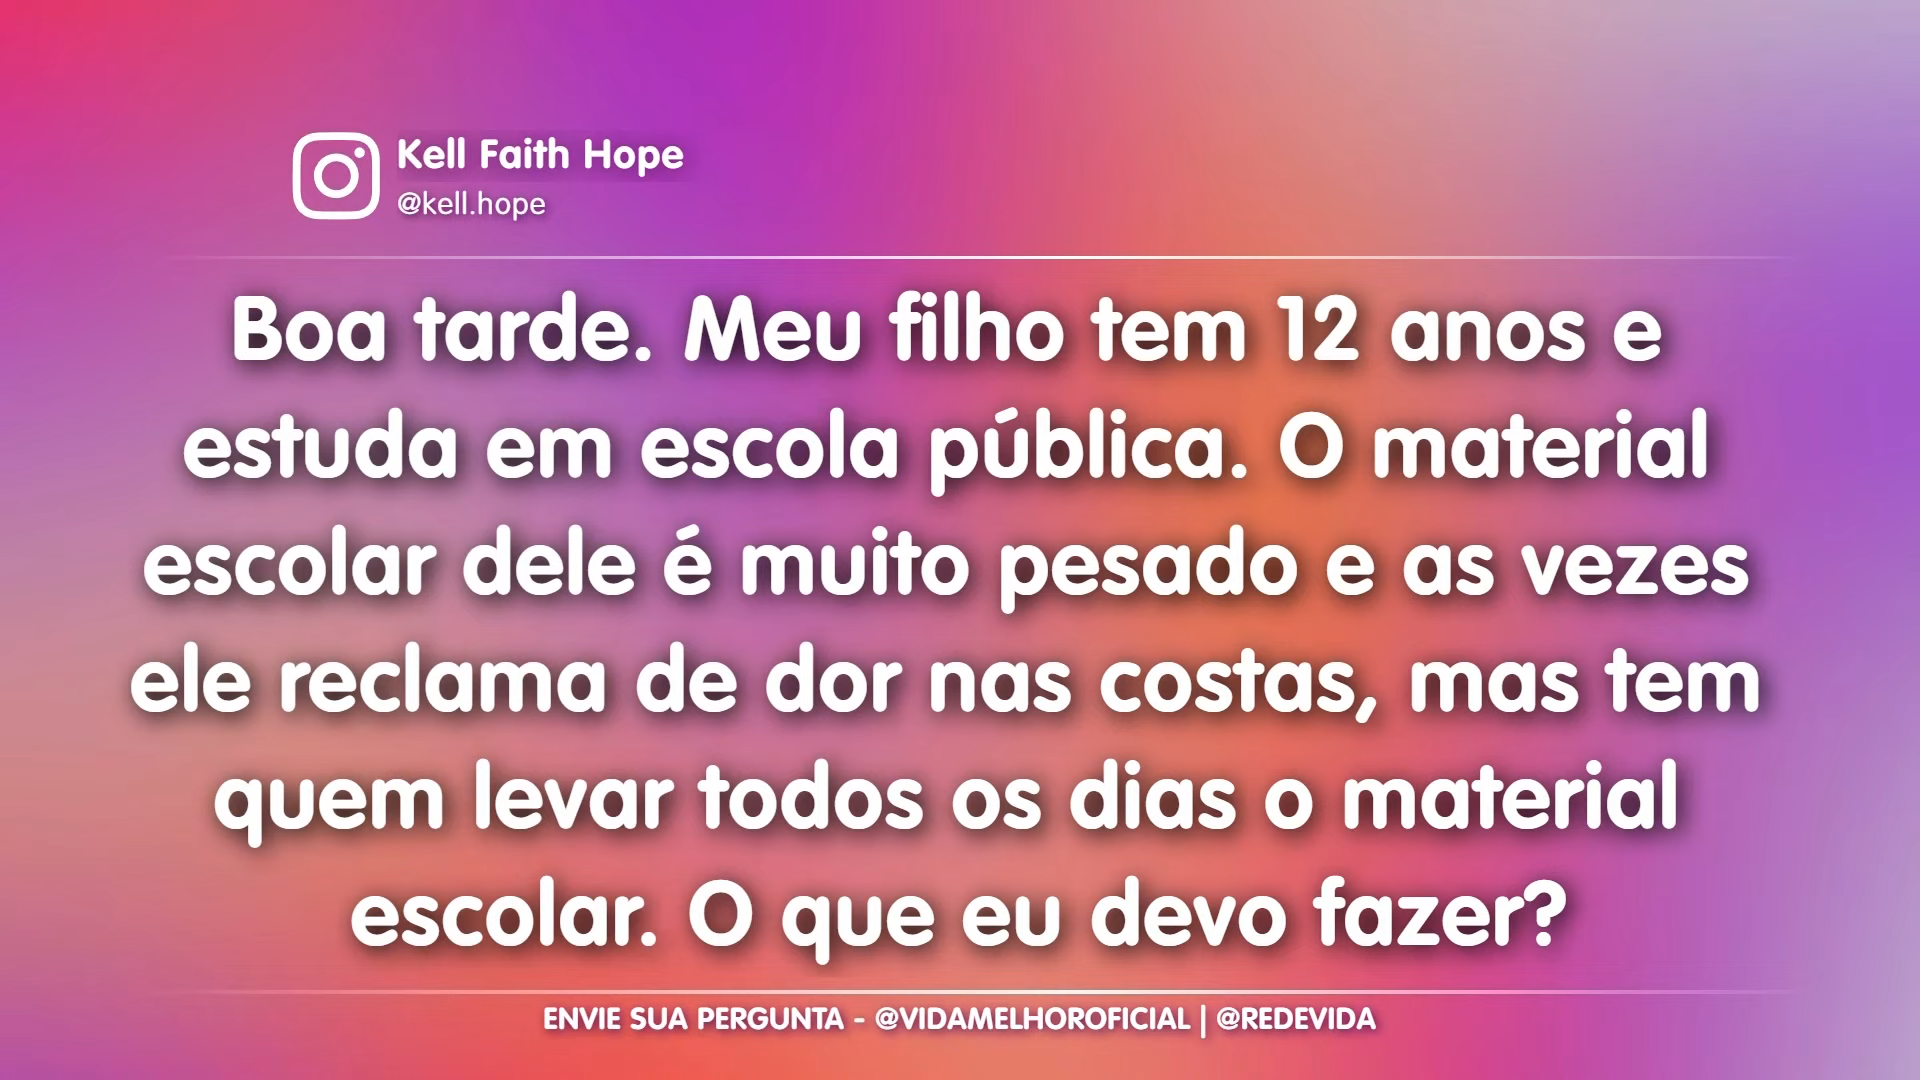 Kell Faith Hope
@kell.hope
Boa tarde. Meu filho tem 12 anos e
estuda em escola pública. O material
escolar dele é muito pesado e as vezes
ele reclama de dor nas costas, mas tem
quem levar todos os dias o material
escolar. O que eu devo fazer?
ENVIE SUA PERGUNTA - @VIDAMELHOROFICIAL | @REDEVIDA